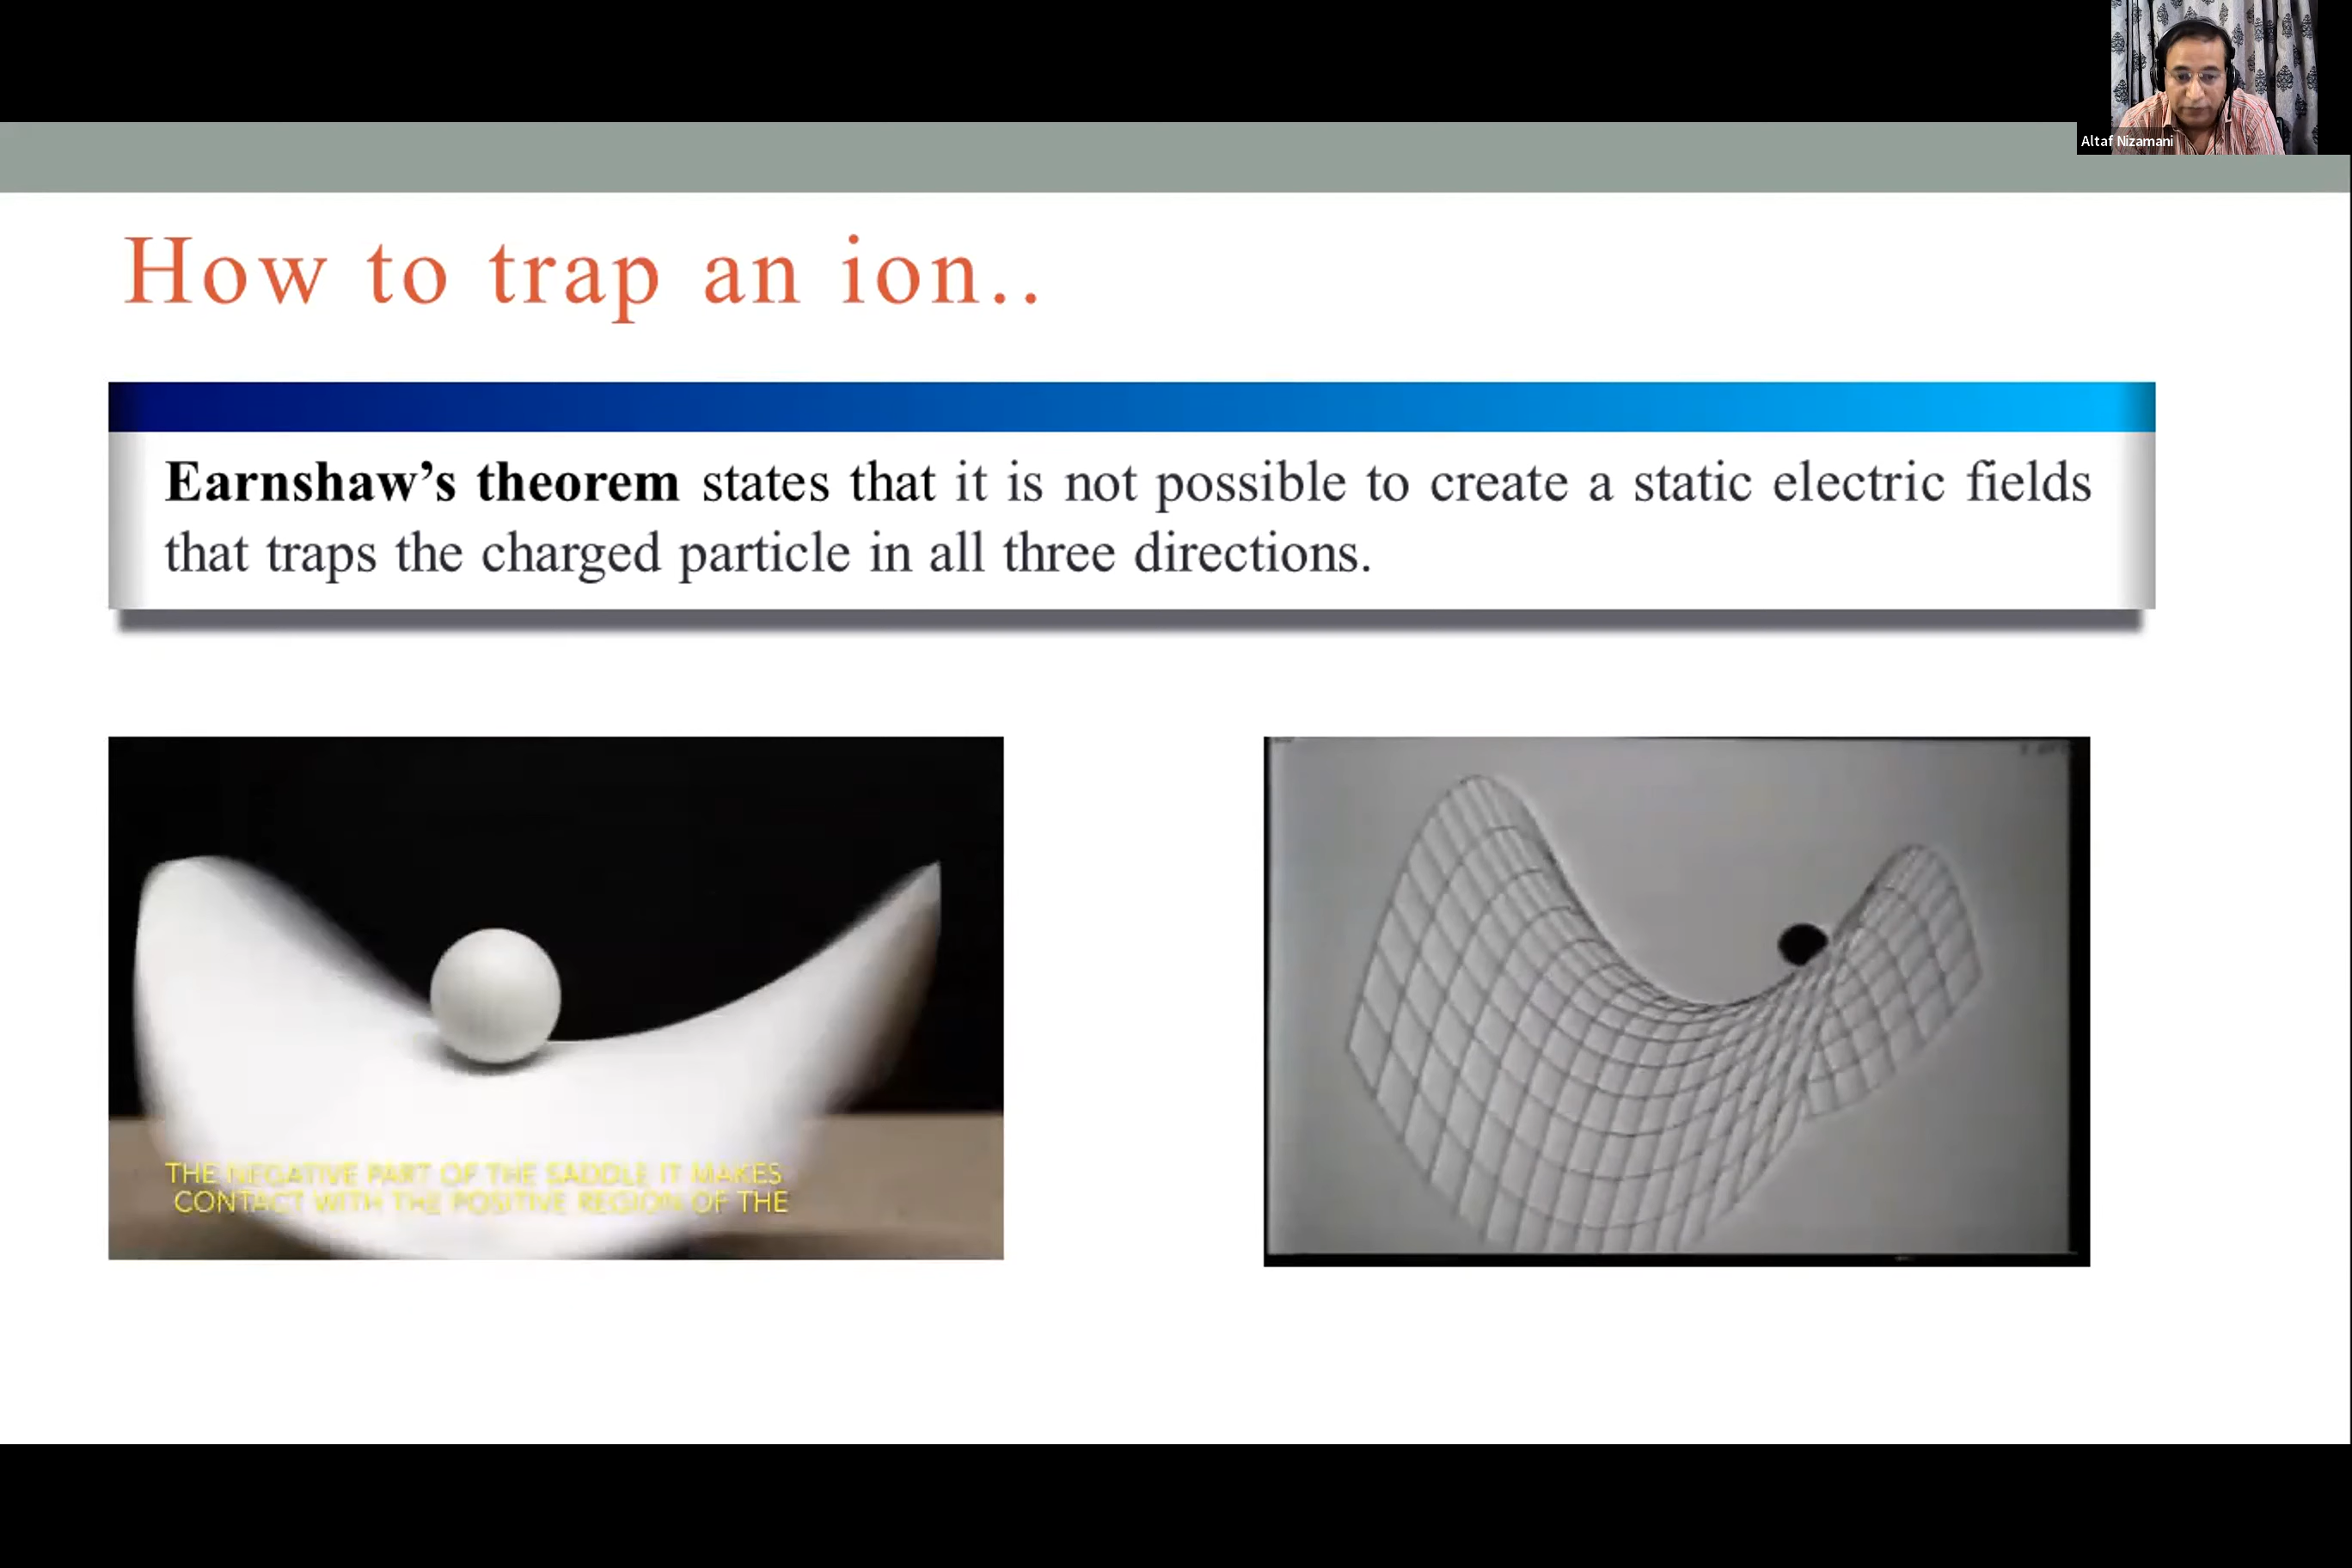 Altaf Nizamani
How to trap an ion..
Earnshaw’s theorem states that it is not possible to create a static electric fields
that traps the charged particle in all three directions.
THE NEGATIVE PART OF THE SADDLE IT MAKES
CONTACT WITH THE POSITIVE REGION OF THE